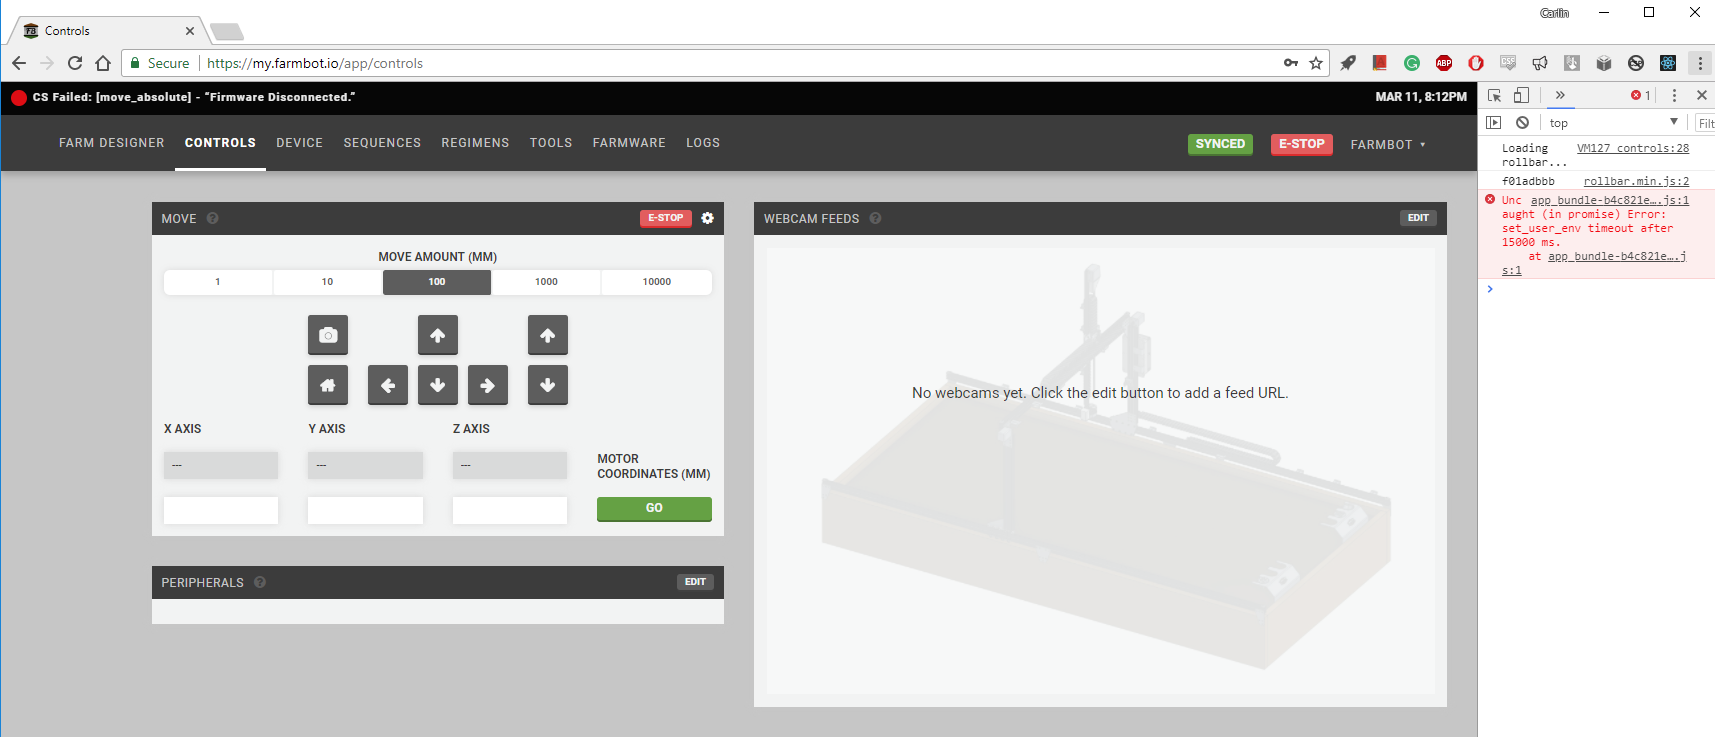 Carlin
Controls
Secure https://my.farmbot.io/app/controls
CS Failed: [move_absolute] - “Firmware Disconnected.” MAR 11, 8:12PM
FARM DESIGNER CONTROLS DEVICE SEQUENCES REGIMENS TOOLS FARMWARE LOGS SYNCED E-STOP FARMBOT
MOVE ? E-STOP
MOVE AMOUNT (MM)
1 10 100 1000 10000
X AXIS Y AXIS Z AXIS
--- --- --- MOTOR
COORDINATES (MM)
GO
PERIPHERALS ? EDIT
WEBCAM FEEDS ? EDIT
No webcams yet. Click the edit button to add a feed URL.
1
top Filt
Loading VM127 controls:28
rollbar...
f01adbbb rollbar.min.js:2
Unc app_bundle-b4c821e….js:1
aught (in promise) Error:
set_user_env timeout after
15000 ms.
at app_bundle-b4c821e….j
s:1
ABP
CSP